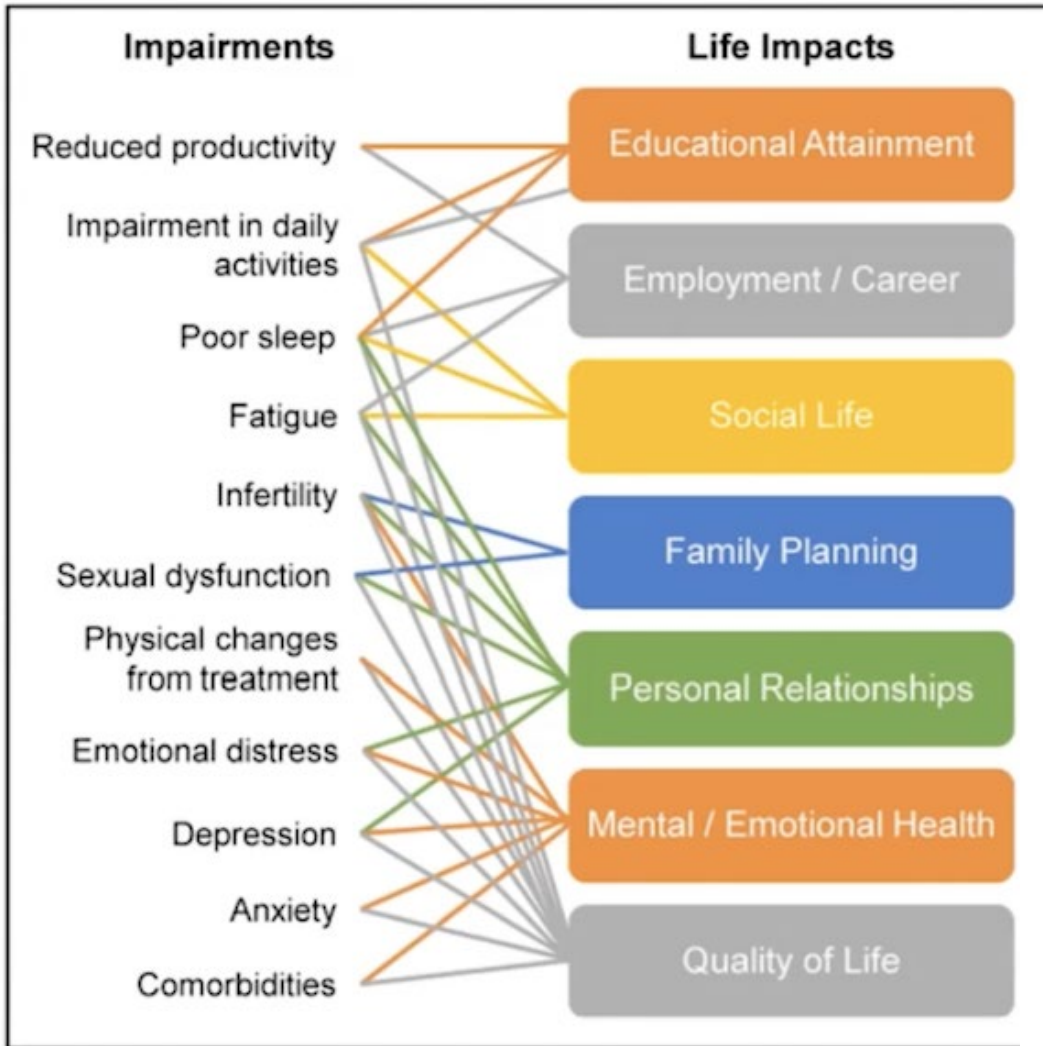 Impairments
Reduced productivity
Impairment in daily
activities
Poor sleep
Fatigue
Infertility
Sexual dysfunction
Physical changes
from treatment
Emotional distress
Depression
Anxiety
Comorbidities
Life Impacts
Educational Attainment
Employment / Career
Social Life
Family Planning
Personal Relationships
Mental / Emotional Health
Quality of Life